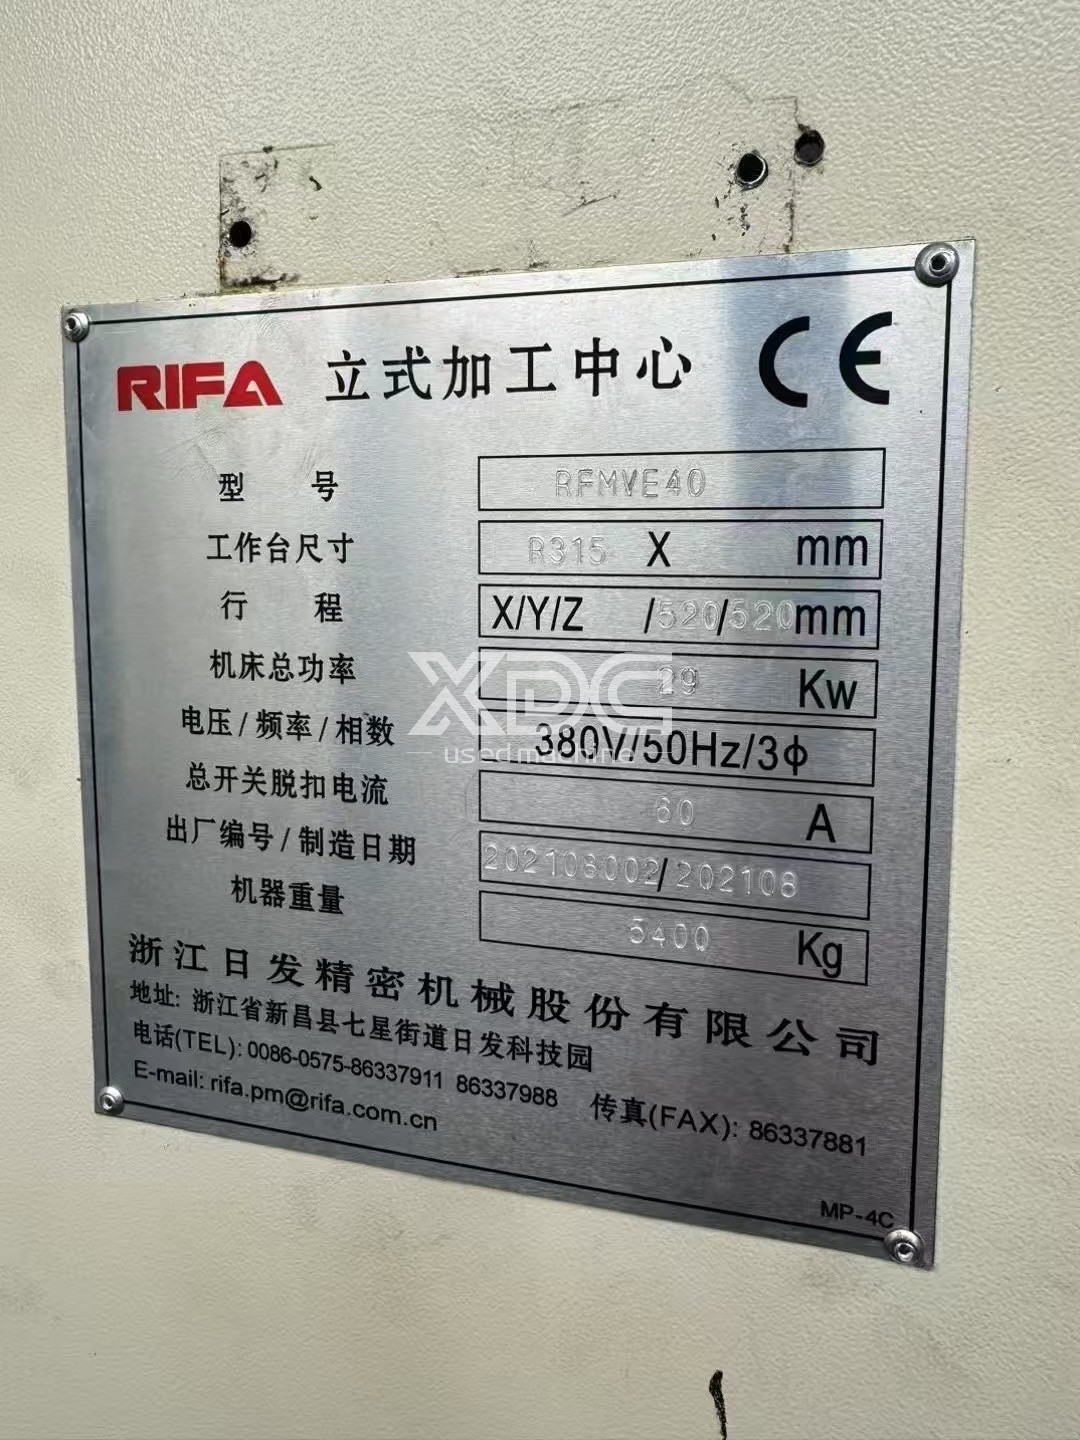 RIFA 立式加工中心 CE
型 号 RFMVE40
工作台尺寸 R315 X mm
行 程 X/Y/Z /520/520mm
机床总功率 29 Kw
电压/频率/相数 380V/50Hz/3ф
总开关脱扣电流 60 A
出厂编号/制造日期 202108002/202108
机器重量 5400 Kg
XDC
used machine
浙江日发精密机械股份有限公司
地址: 浙江省新昌县七星街道日发科技园
电话(TEL): 0086-0575-86337911 86337988 传真(FAX): 86337881
E-mail: rifa.pm@rifa.com.cn
MP-4C